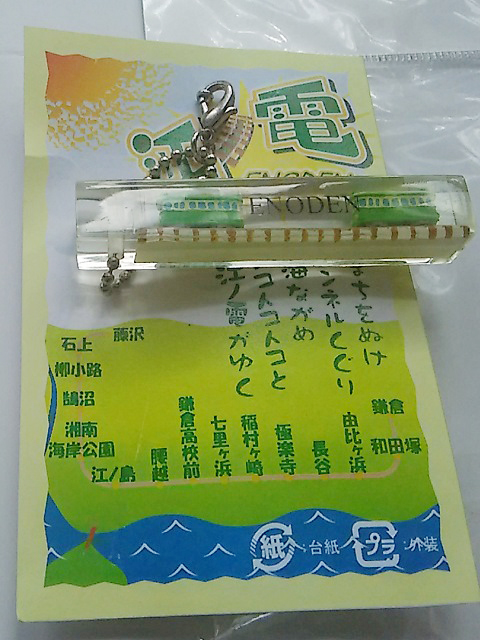 江電
ENODEN
ENODEN
まちをぬけ
ンネルくぐり
海ながめ
コトコトコトと
江ノ電がゆく
藤沢
石上
柳小路
鵠沼
湘南
海岸公園
江ノ島
腰越
鎌倉高校前
七里ヶ浜
稲村ヶ崎
極楽寺
長谷
由比ヶ浜
和田塚
鎌倉
紙:台紙
プラ:外装